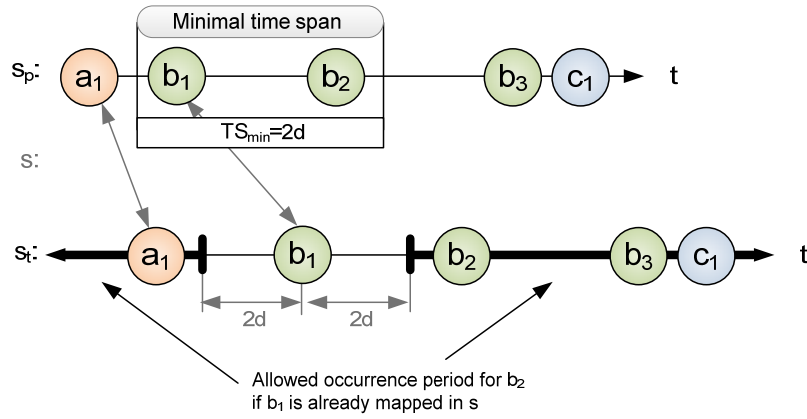 Minimal time span
sp: a1 b1 b2 b3 c1 t
TSmin=2d
s:
st: a1 b1 b2 b3 c1 t
2d 2d
Allowed occurrence period for b2
if b1 is already mapped in s